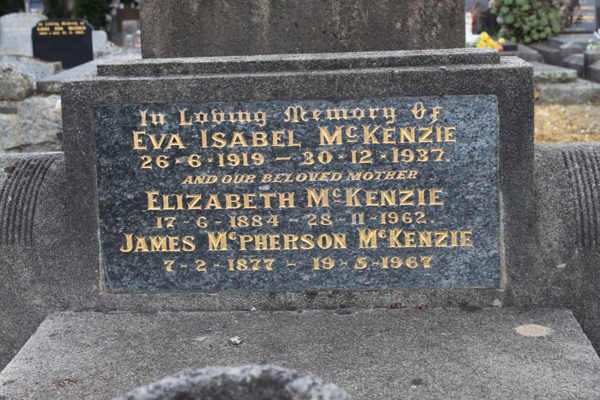 In Loving Memory Of
EVA ISABEL McKENZIE
26-6-1919 — 30-12-1937.
AND OUR BELOVED MOTHER
ELIZABETH McKENZIE
17-6-1884 - 28-11-1962.
JAMES McPHERSON McKENZIE
7-2-1877 - 19-5-1967